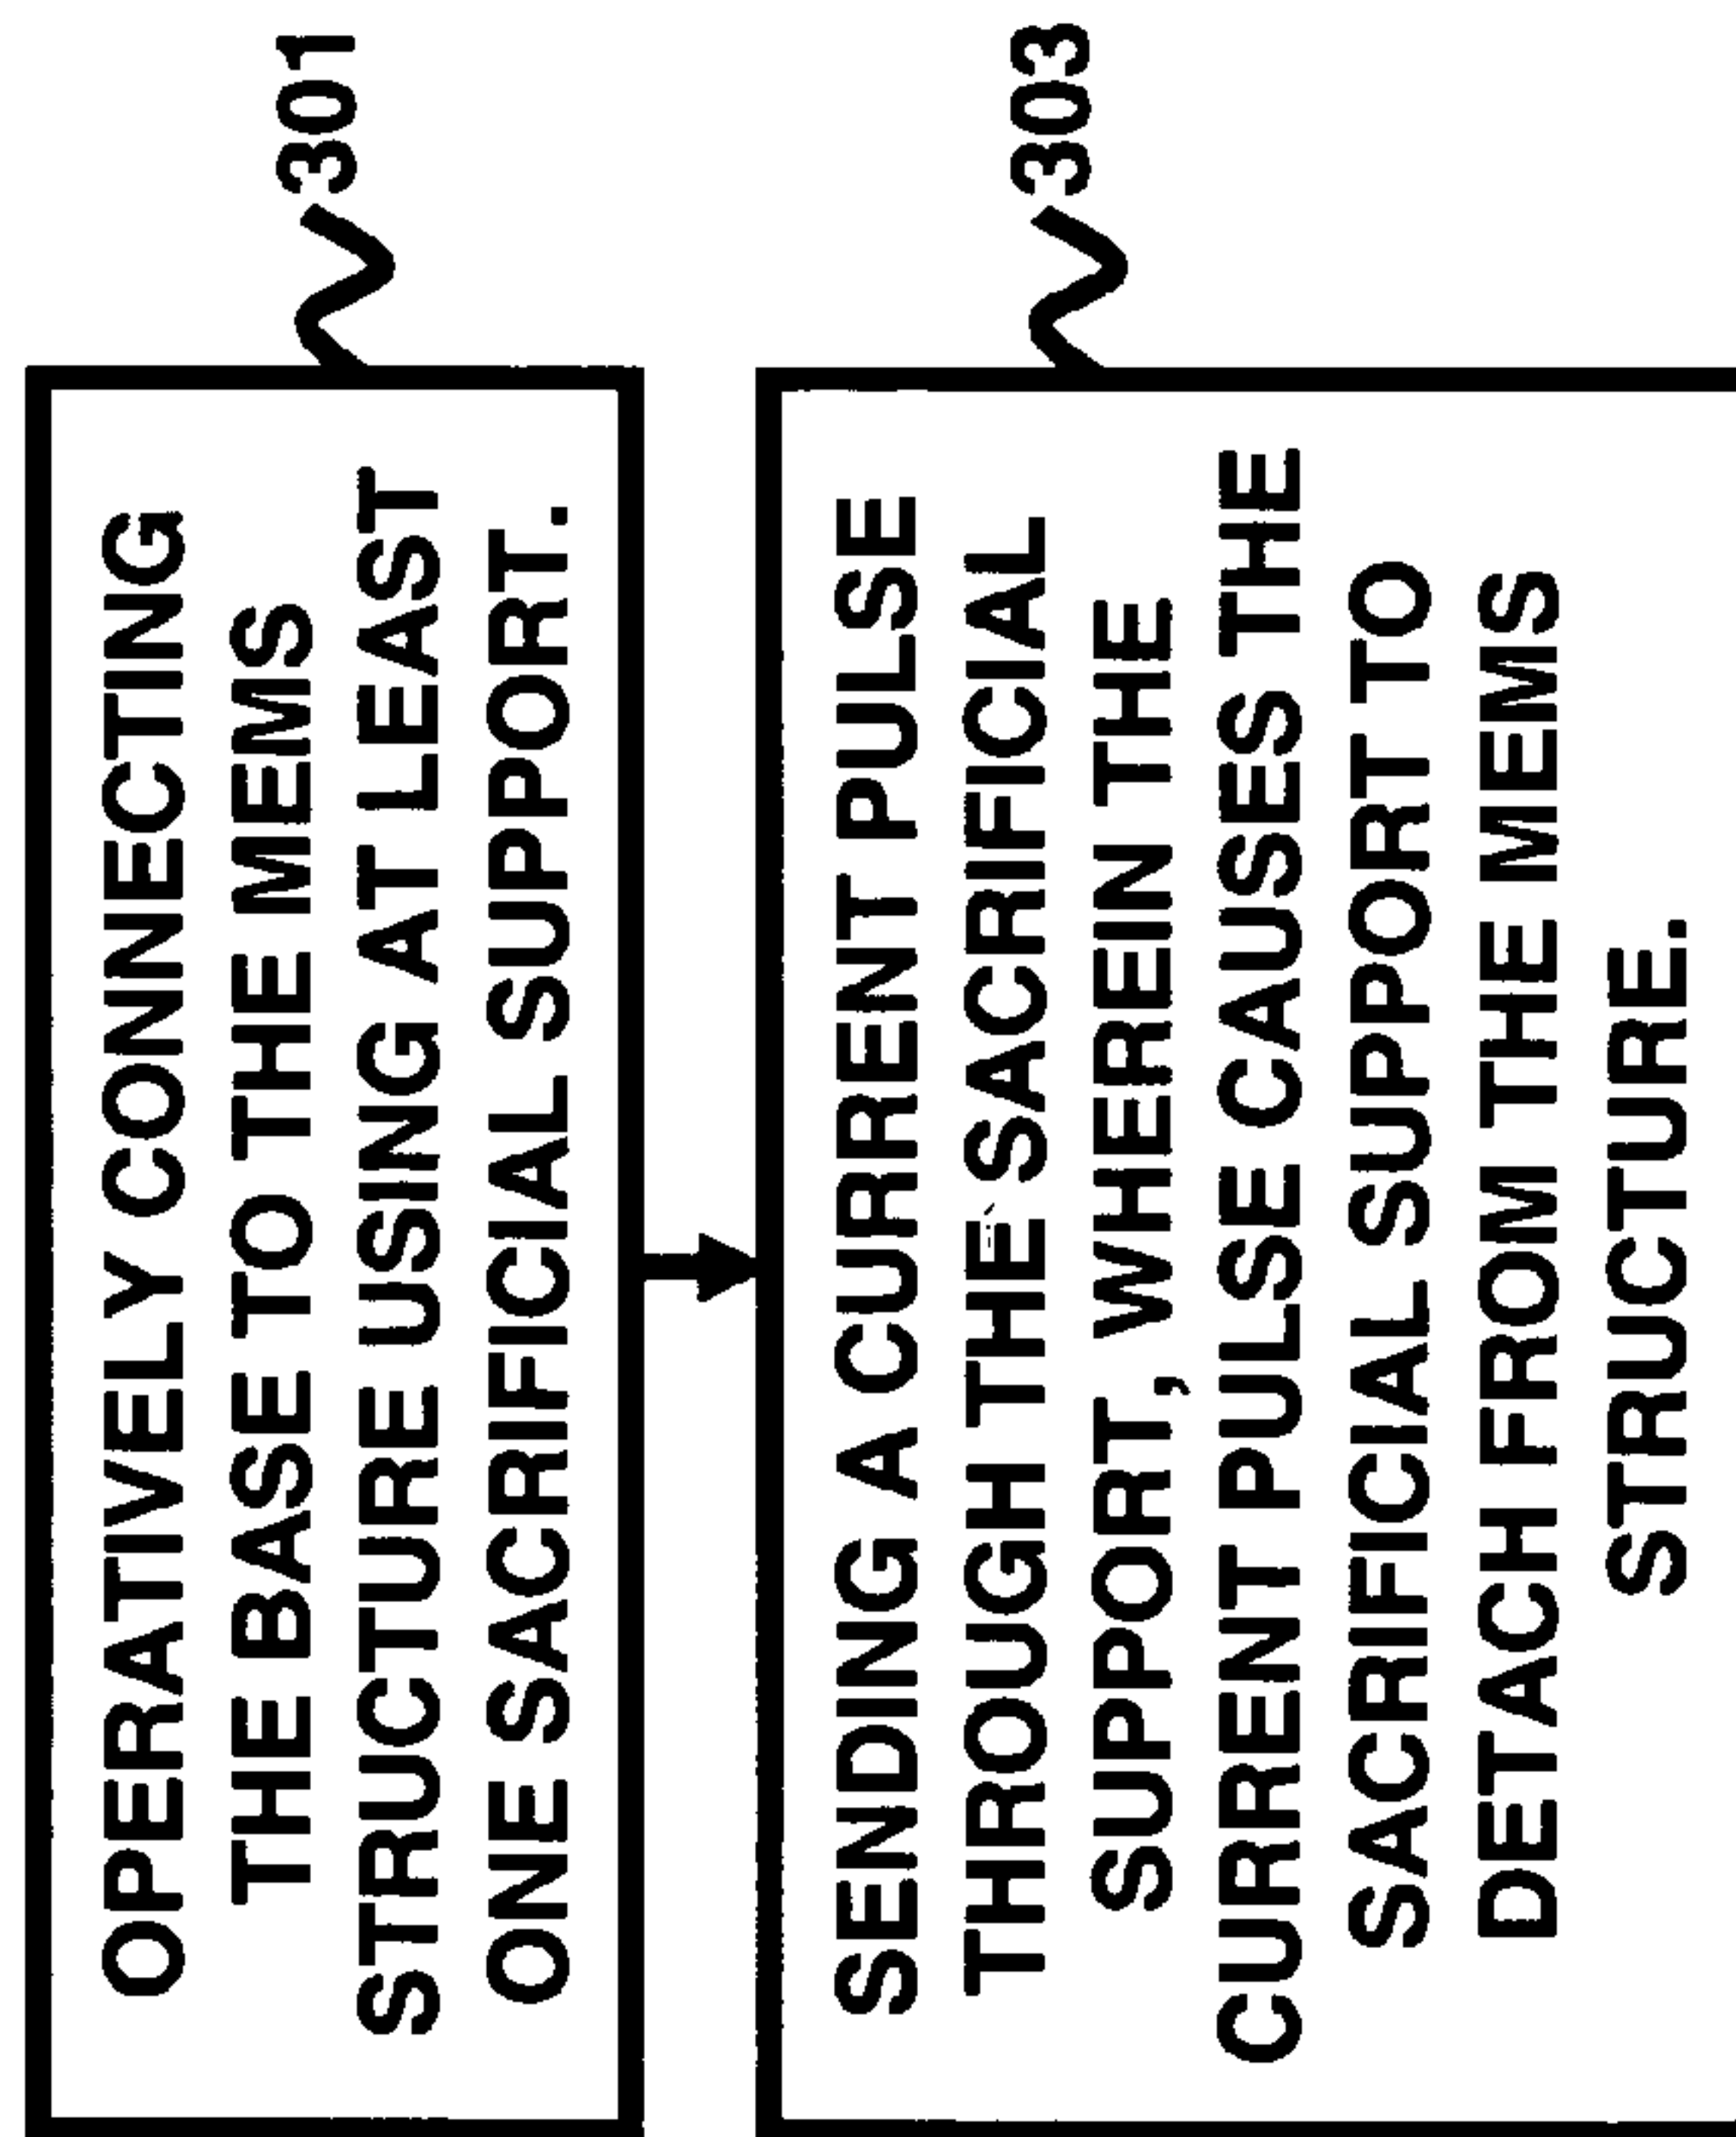 OPERATIVELY CONNECTING
THE BASE TO THE MEMS
STRUCTURE USING AT LEAST
ONE SACRIFICIAL SUPPORT.
301
SENDING A CURRENT PULSE
THROUGH THE SACRIFICIAL
SUPPORT, WHEREIN THE
CURRENT PULSE CAUSES THE
SACRIFICIAL SUPPORT TO
DETACH FROM THE MEMS
STRUCTURE.
303